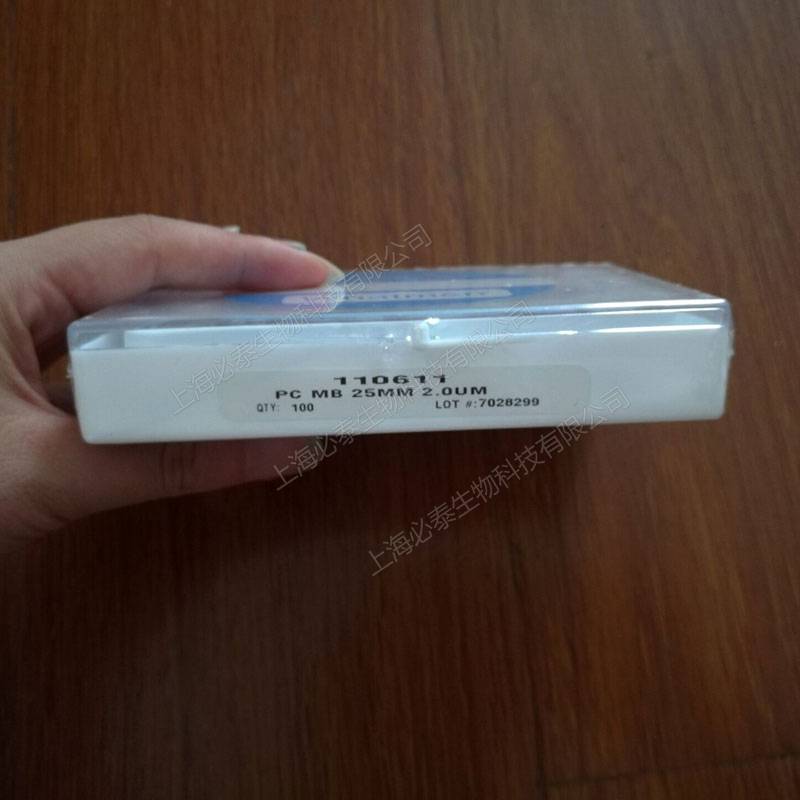 110611
PC MB 25MM 2.0UM
QTY: 100 LOT #:7028299
上海必泰生物科技有限公司
上海必泰生物科技有限公司
上海必泰生物科技有限公司